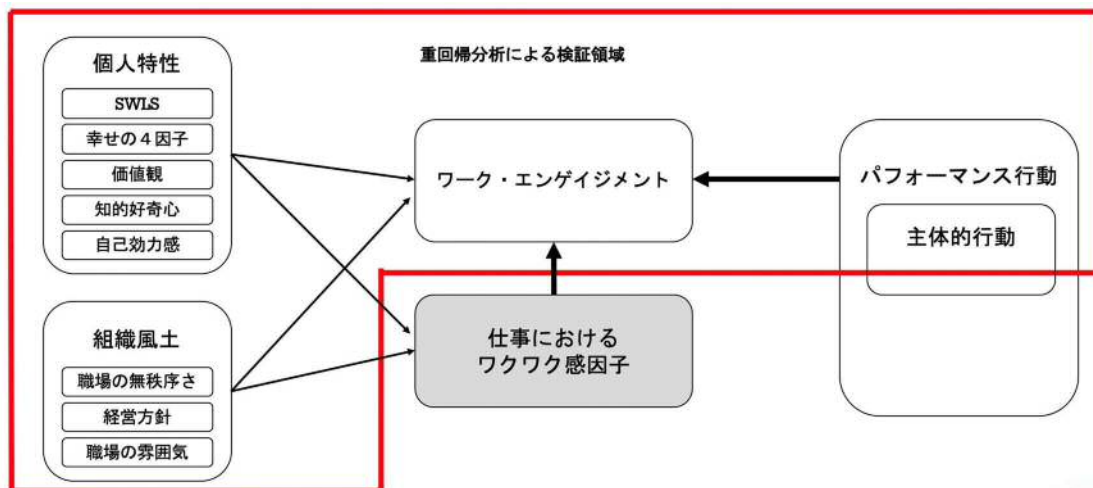 重回帰分析による検証領域
個人特性
SWLS
幸せの４因子
価値観
知的好奇心
自己効力感
組織風土
職場の無秩序さ
経営方針
職場の雰囲気
ワーク・エンゲイジメント
仕事における
ワクワク感因子
パフォーマンス行動
主体的行動